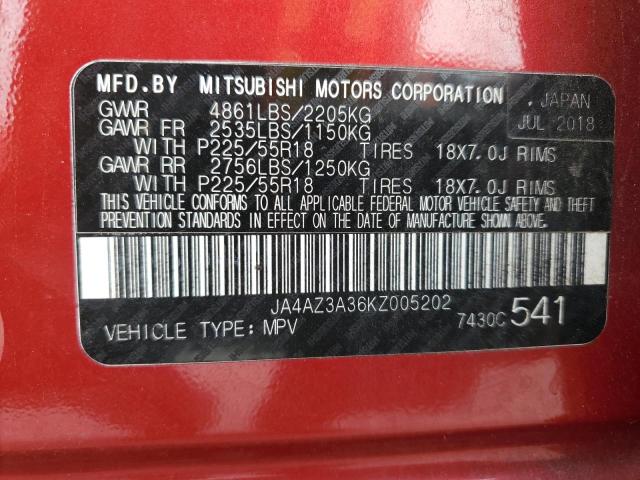 MFD.BY MITSUBISHI MOTORS CORPORATION
GVWR 4861LBS/2205KG . JAPAN
GAWR FR 2535LBS/1150KG JUL 2018
WITH P225/55R18 TIRES 18X7.0J RIMS
GAWR RR 2756LBS/1250KG
WITH P225/55R18 TIRES 18X7.0J RIMS
THIS VEHICLE CONFORMS TO ALL APPLICABLE FEDERAL MOTOR VEHICLE SAFETY AND THEFT
PREVENTION STANDARDS IN EFFECT ON THE DATE OF MANUFACTURE SHOWN ABOVE.
JA4AZ3A36KZ005202
VEHICLE TYPE:MPV 7430C 541